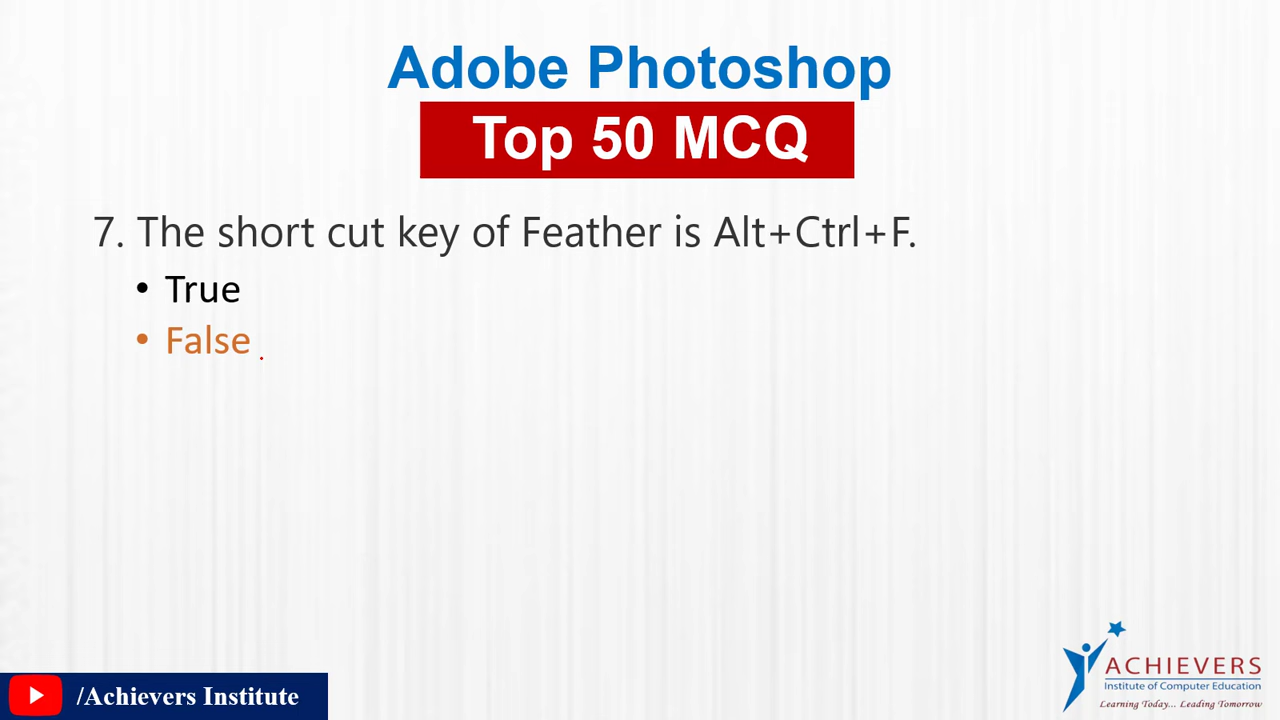 Adobe Photoshop
Top 50 MCQ
7. The short cut key of Feather is Alt+Ctrl+F.
• True
• False
/Achievers Institute
ACHIEVERS
Institute of Computer Education
Learning Today... Leading Tomorrow